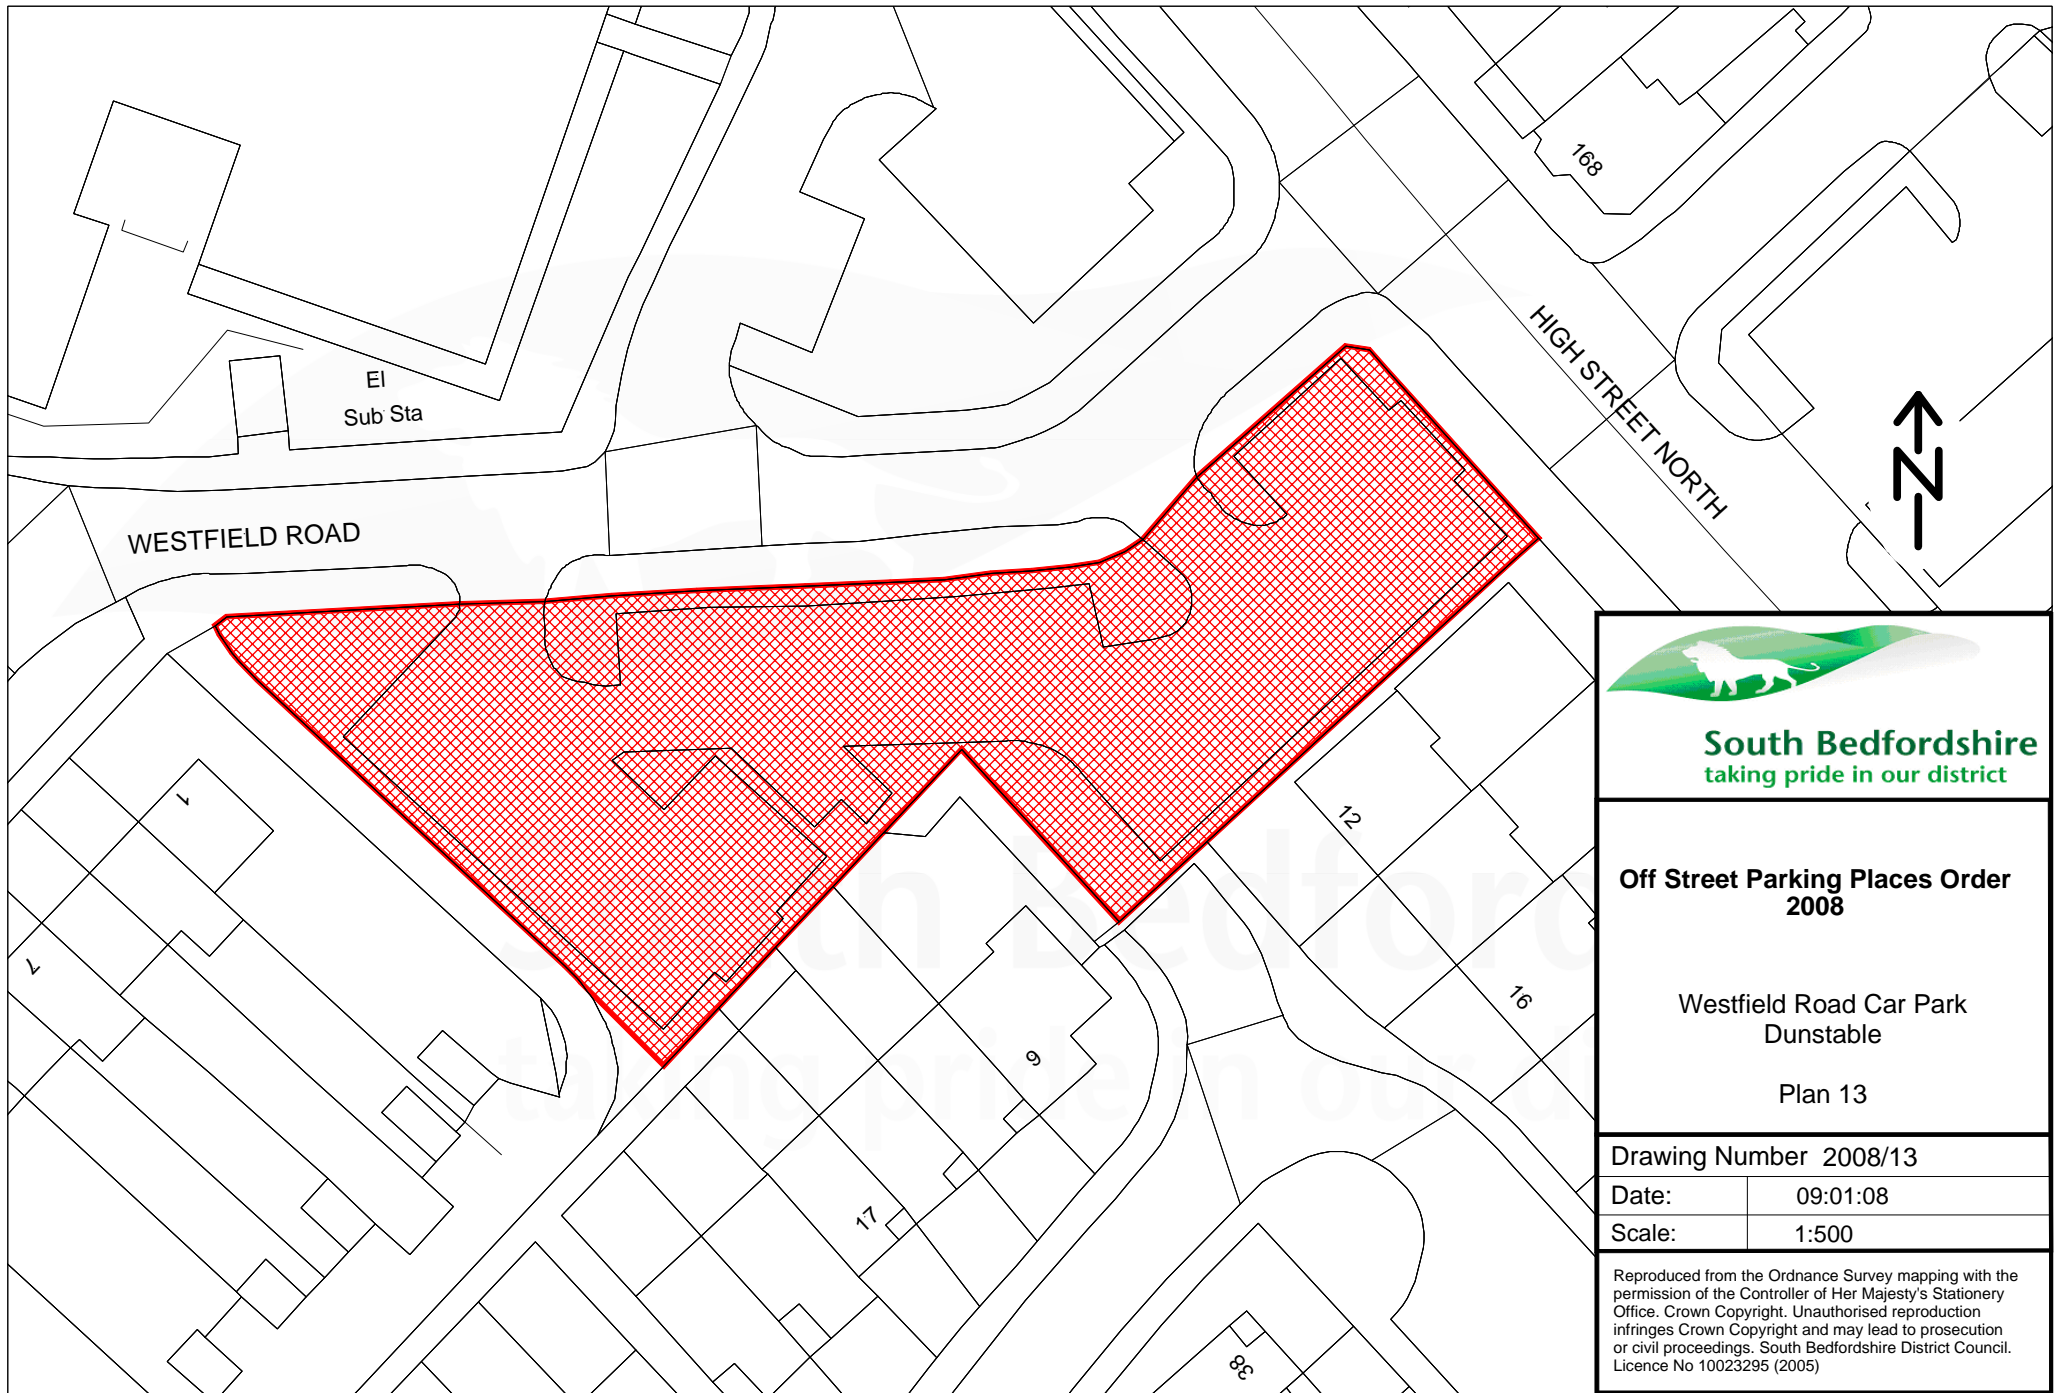 El
Sub Sta
WESTFIELD ROAD
HIGH STREET NORTH
168
N
1
7
12
16
9
17
38
South Bedfordshire
taking pride in our district
Off Street Parking Places Order
2008
Westfield Road Car Park
Dunstable
Plan 13
Drawing Number 2008/13
Date: 09:01:08
Scale: 1:500
Reproduced from the Ordnance Survey mapping with the
permission of the Controller of Her Majesty's Stationery
Office. Crown Copyright. Unauthorised reproduction
infringes Crown Copyright and may lead to prosecution
or civil proceedings. South Bedfordshire District Council.
Licence No 10023295 (2005)